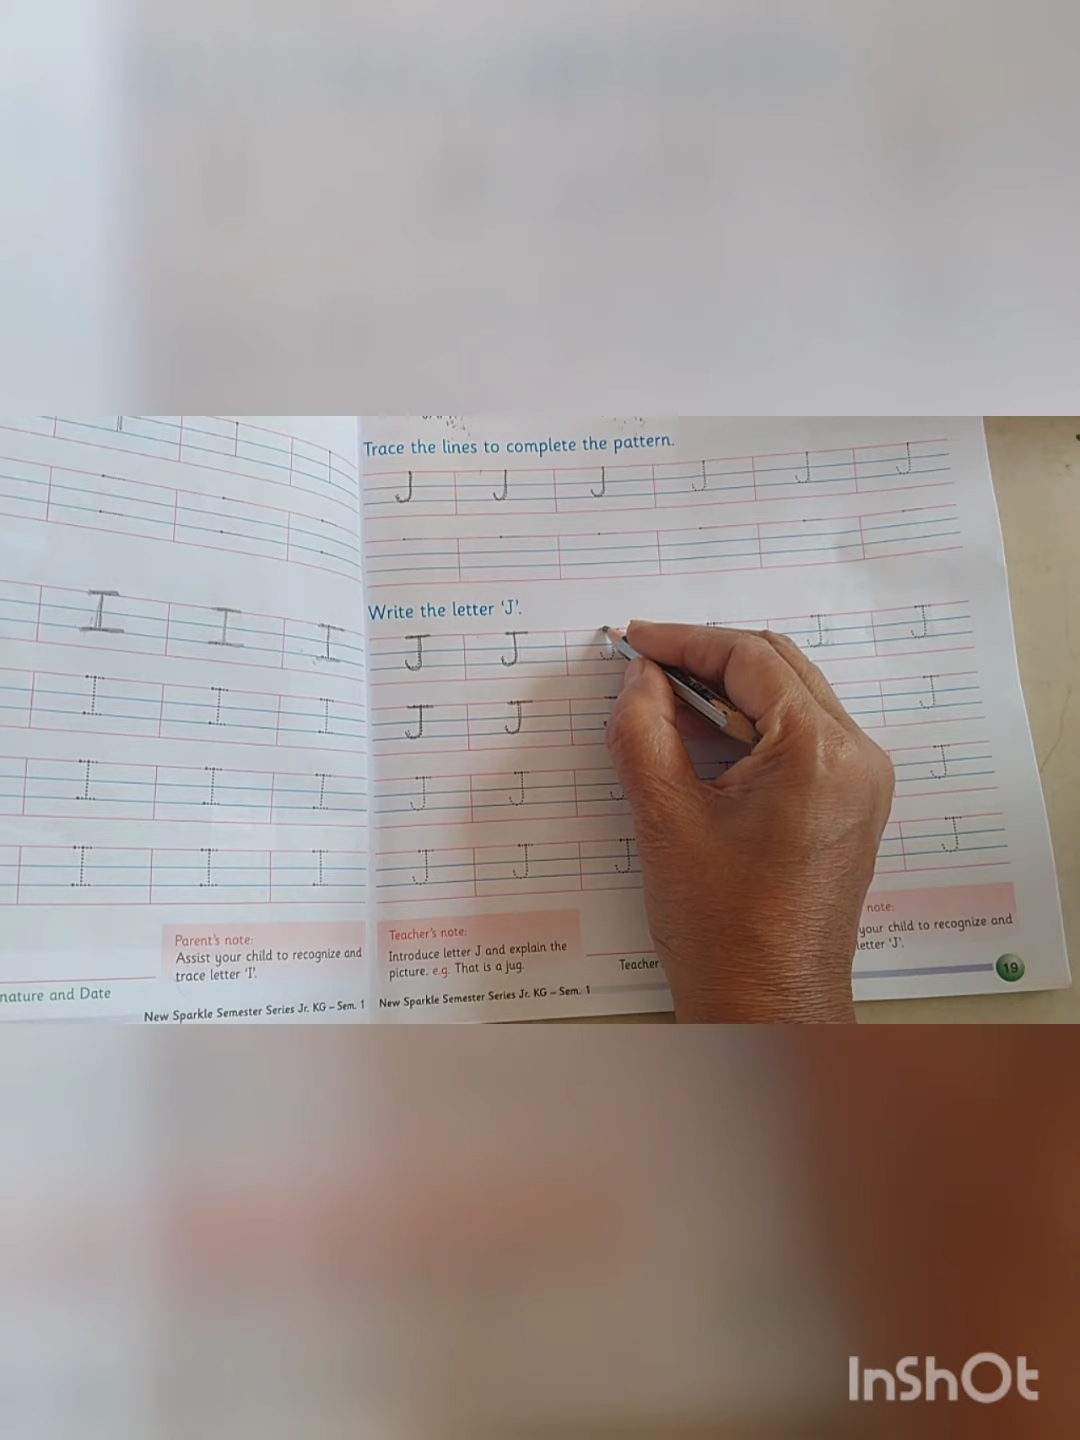 Trace the lines to complete the pattern.
J J J J J J
Write the letter ‘J’.
I I I
J J J J J
I I I
J J J
I I I
J J J
I I I
J J J J
Parent's note:
Assist your child to recognize and
trace letter ‘I’.
nature and Date
New Sparkle Semester Series Jr. KG – Sem. 1
Teacher's note:
Introduce letter J and explain the
picture. e.g. That is a jug.
Teacher
note:
your child to recognize and
letter ‘J’.
New Sparkle Semester Series Jr. KG – Sem. 1
19
InShOt